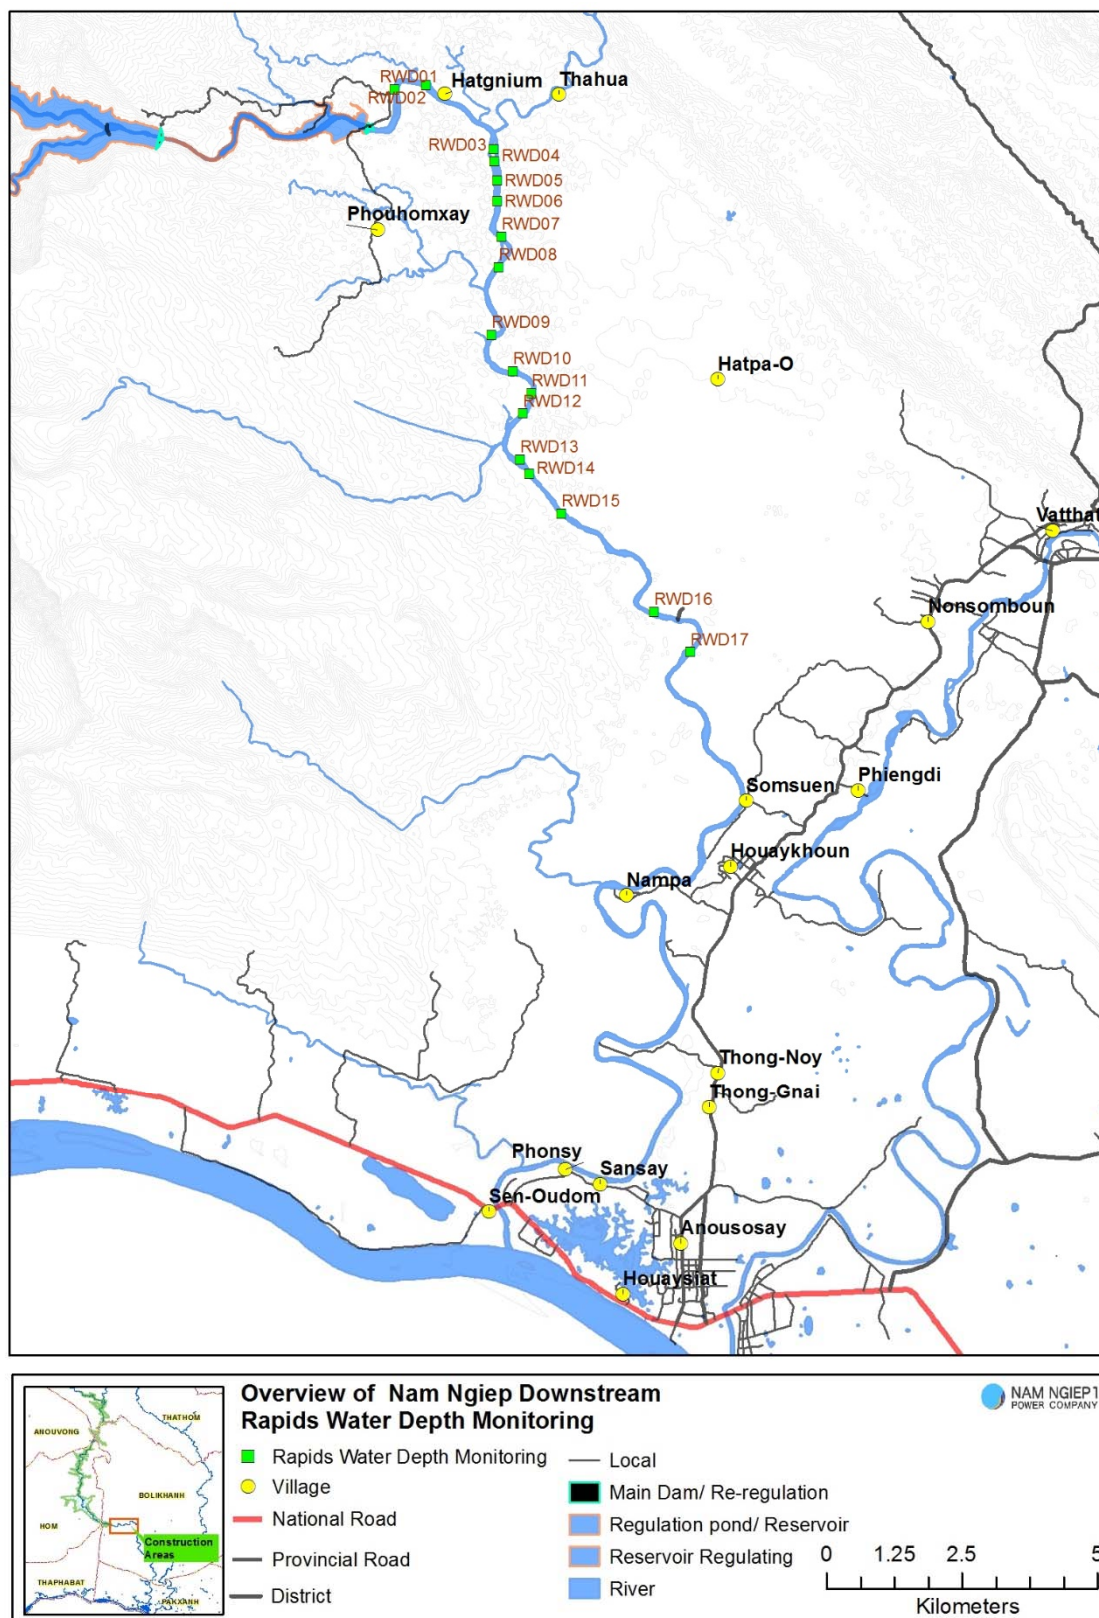 RWD01
Hatgnium
Thahua
RWD02
RWD03
RWD04
RWD05
RWD06
Phouhomxay
RWD07
RWD08
RWD09
RWD10
Hatpa-O
RWD11
RWD12
RWD13
RWD14
RWD15
Vatthat
RWD16
Nonsomboun
RWD17
Phiengdi
Somsuen
Houaykhoun
Nampa
Thong-Noy
Thong-Gnai
Phonsy
Sansay
Sen-Oudom
Anousosay
Houaysiat
Overview of Nam Ngiep Downstream
Rapids Water Depth Monitoring
NAM NGIEP 1
POWER COMPANY
Rapids Water Depth Monitoring
Village
National Road
Provincial Road
District
Local
Main Dam/ Re-regulation
Regulation pond/ Reservoir
Reservoir Regulating
River
0 1.25 2.5 5
Kilometers
ANOUVONG
THATHOM
BOLIKHANH
HOM
Construction
Areas
THAPHABAT
PAKXANH